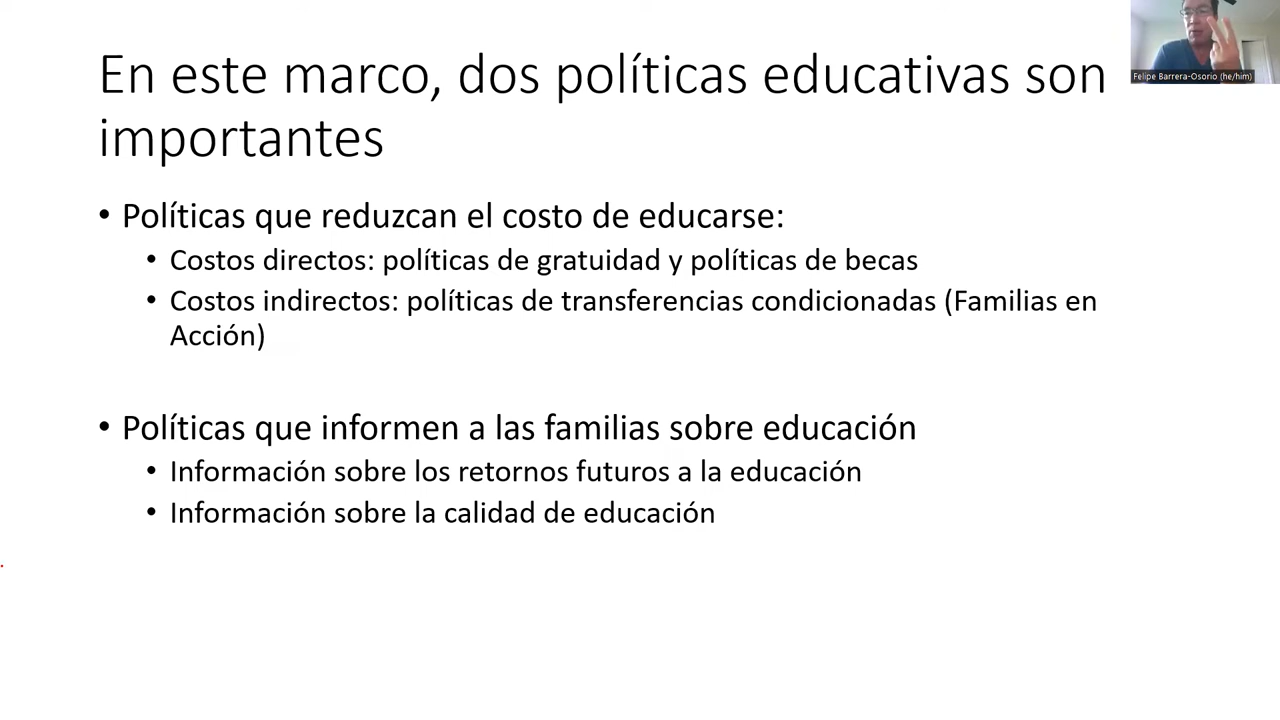 En este marco, dos políticas educativas son
importantes
• Políticas que reduzcan el costo de educarse:
• Costos directos: políticas de gratuidad y políticas de becas
• Costos indirectos: políticas de transferencias condicionadas (Familias en
Acción)
• Políticas que informen a las familias sobre educación
• Información sobre los retornos futuros a la educación
• Información sobre la calidad de educación
Felipe Barrera-Osorio (he/him)